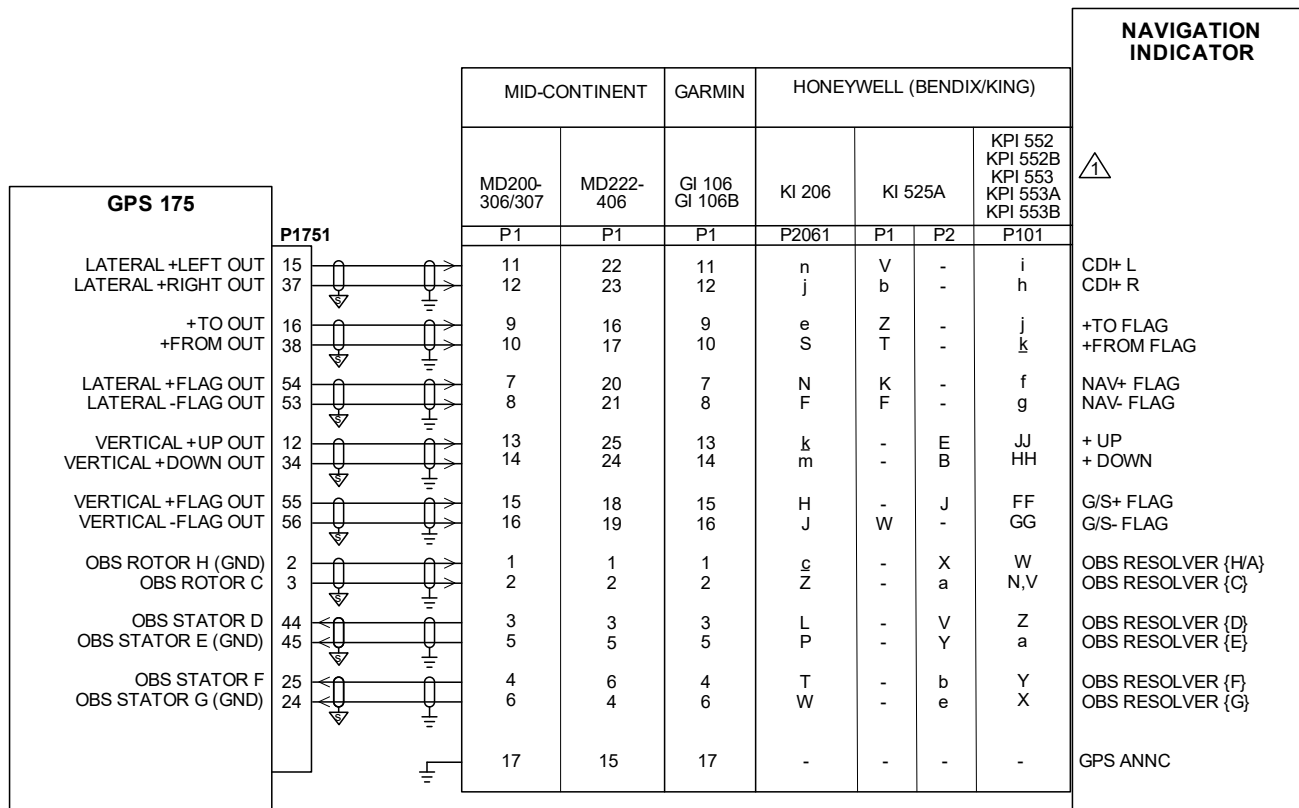 NAVIGATION
INDICATOR
MID-CONTINENT GARMIN HONEYWELL (BENDIX/KING)
MD200-
306/307
MD222-
406
GI 106
GI 106B
KI 206
KI 525A
KPI 552
KPI 552B
KPI 553
KPI 553A
KPI 553B
1
GPS 175
P1751 P1 P1 P1 P2061 P1 P2 P101
LATERAL +LEFT OUT 15 11 22 11 n V - i CDI+ L
LATERAL +RIGHT OUT 37 12 23 12 j b - h CDI+ R
S
+TO OUT 16 9 16 9 e Z - j +TO FLAG
+FROM OUT 38 10 17 10 S T - k +FROM FLAG
S
LATERAL +FLAG OUT 54 7 20 7 N K - f NAV+ FLAG
LATERAL -FLAG OUT 53 8 21 8 F F - g NAV- FLAG
S
VERTICAL +UP OUT 12 13 25 13 k - E JJ + UP
VERTICAL +DOWN OUT 34 14 24 14 m - B HH + DOWN
S
VERTICAL +FLAG OUT 55 15 18 15 H - J FF G/S+ FLAG
VERTICAL -FLAG OUT 56 16 19 16 J W - GG G/S- FLAG
S
OBS ROTOR H (GND) 2 1 1 1 c - X W OBS RESOLVER {H/A}
OBS ROTOR C 3 2 2 2 Z - a N,V OBS RESOLVER {C}
S
OBS STATOR D 44 3 3 3 L - V Z OBS RESOLVER {D}
OBS STATOR E (GND) 45 5 5 5 P - Y a OBS RESOLVER {E}
S
OBS STATOR F 25 4 6 4 T - b Y OBS RESOLVER {F}
OBS STATOR G (GND) 24 6 4 6 W - e X OBS RESOLVER {G}
S
17 15 17 - - - - GPS ANNC